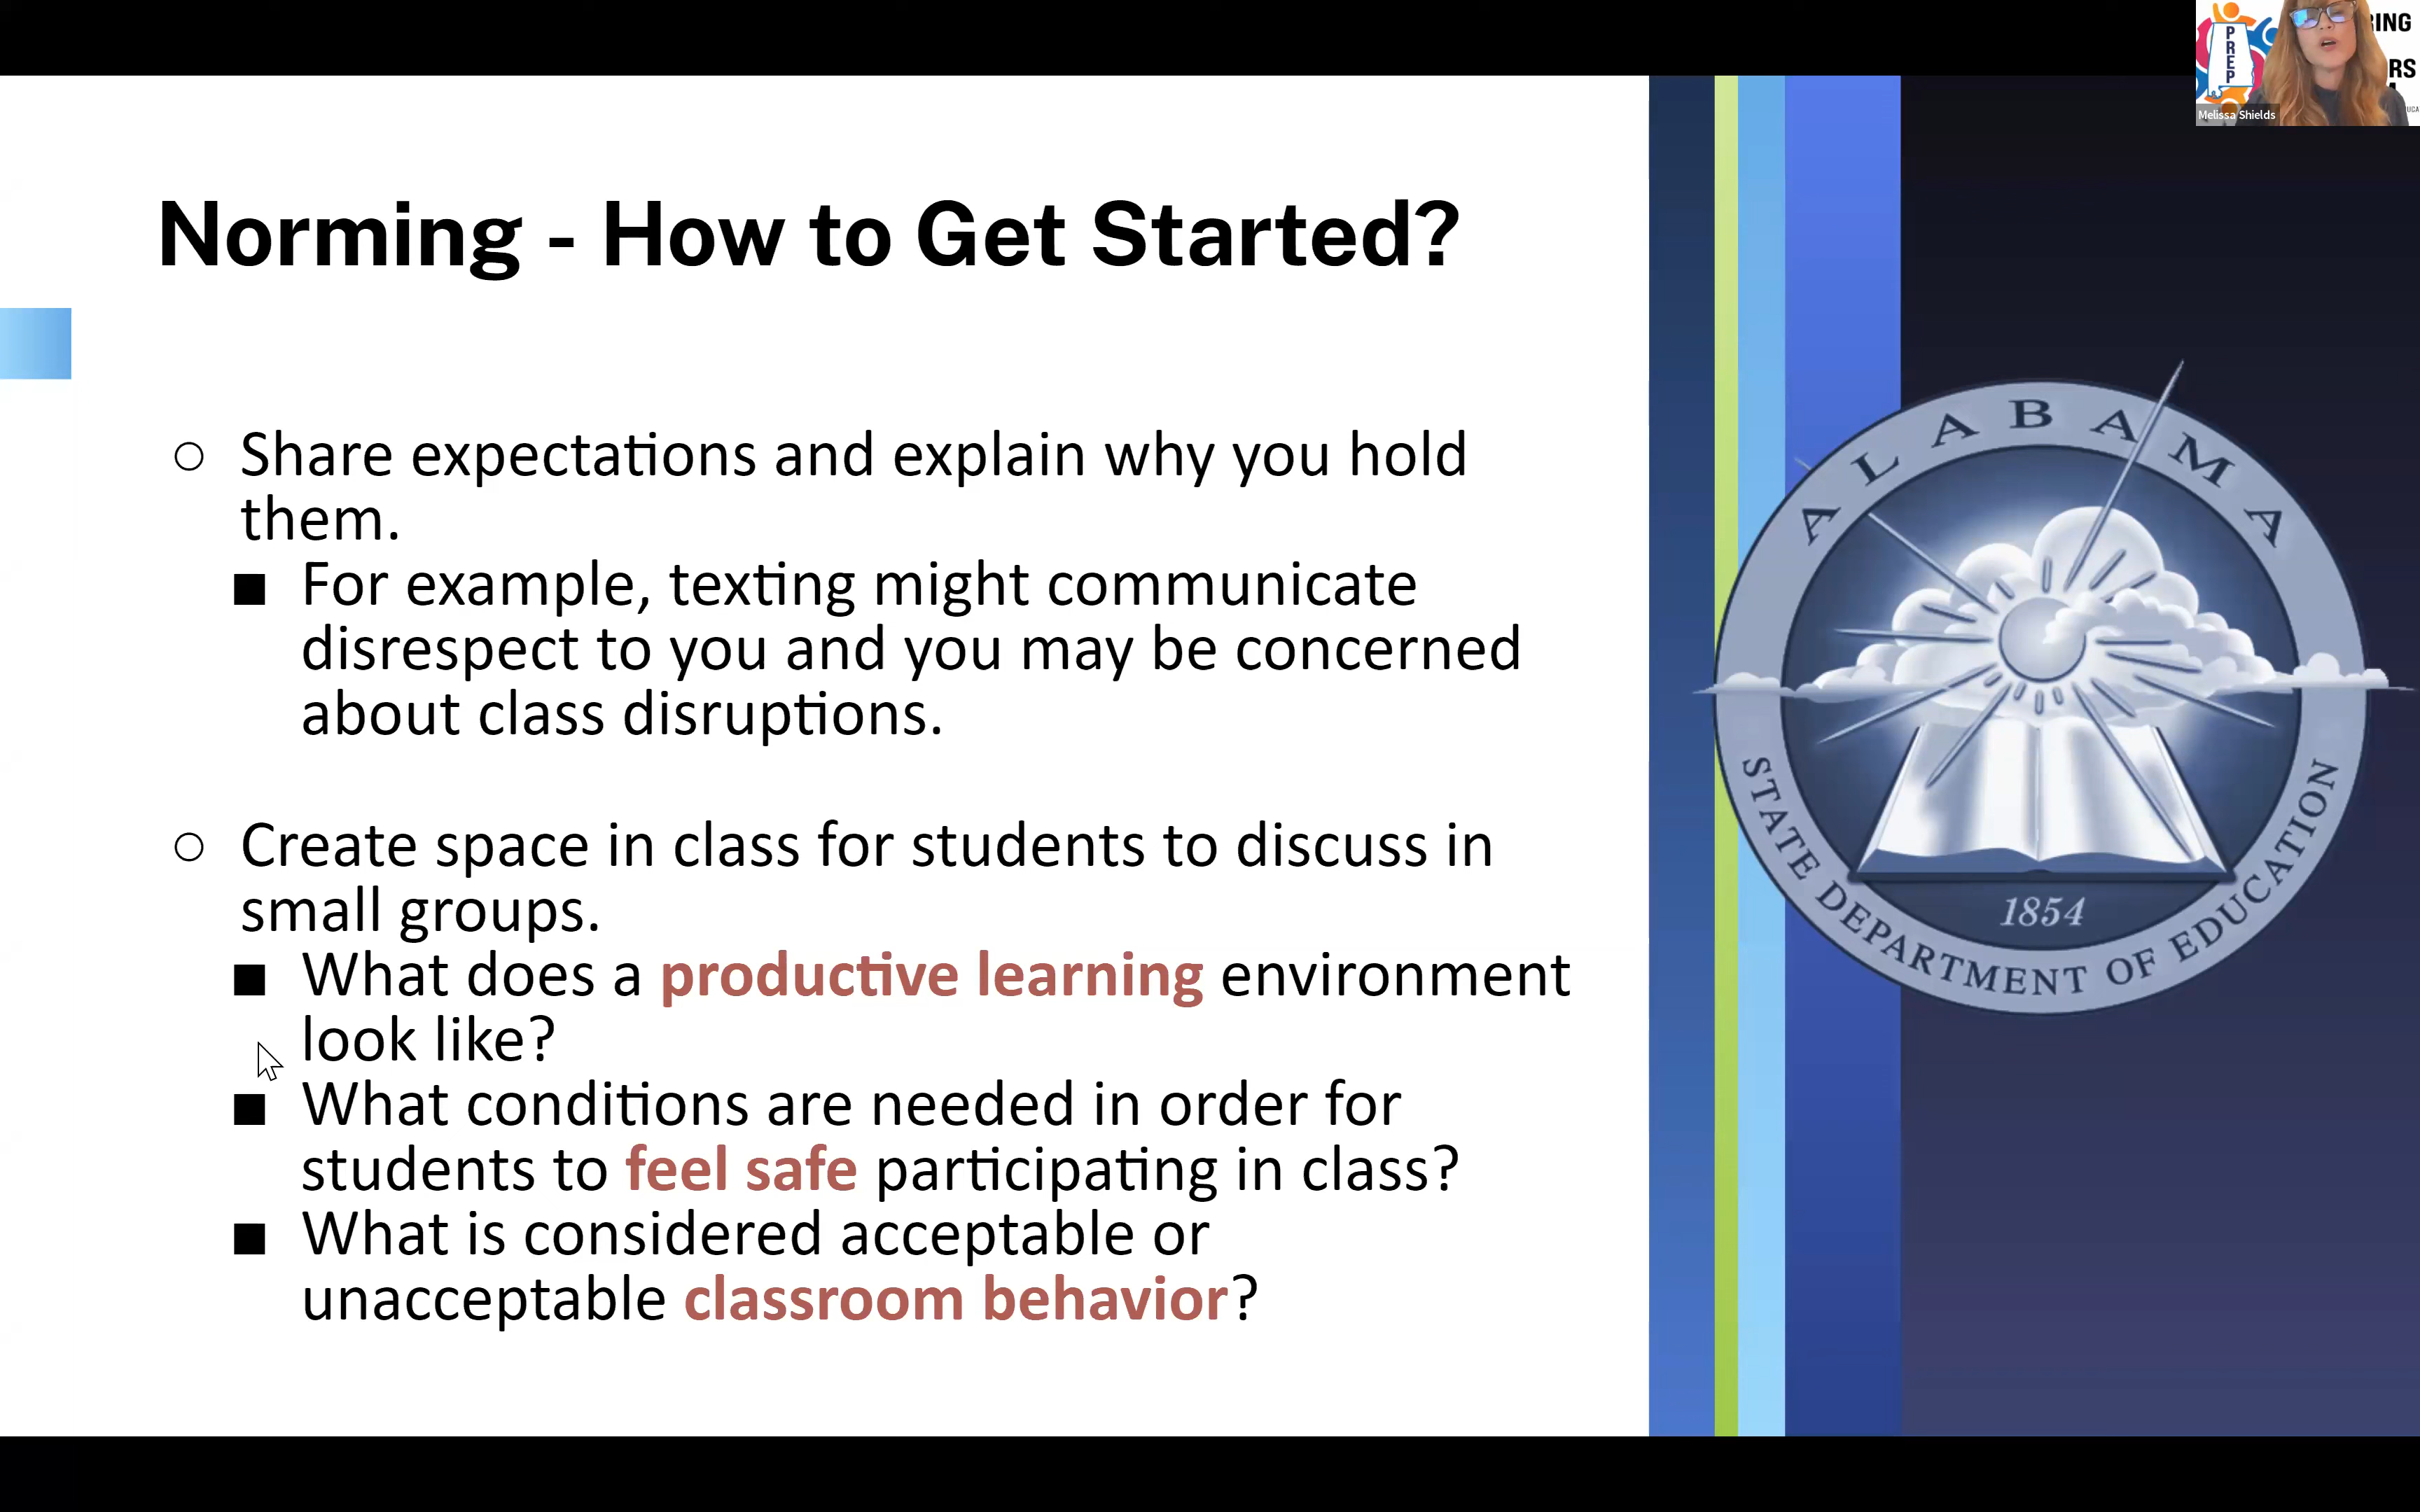 PREP
RING
RS
Melissa Shields
Norming - How to Get Started?
○ Share expectations and explain why you hold
them.
■ For example, texting might communicate
disrespect to you and you may be concerned
about class disruptions.
○ Create space in class for students to discuss in
small groups.
■ What does a productive learning environment
look like?
■ What conditions are needed in order for
students to feel safe participating in class?
■ What is considered acceptable or
unacceptable classroom behavior?
ALABAMA
1854
STATE DEPARTMENT OF EDUCATION